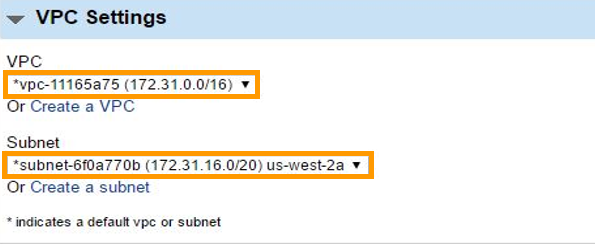 VPC Settings
VPC
*vpc-11165a75 (172.31.0.0/16)
Or Create a VPC
Subnet
*subnet-6f0a770b (172.31.16.0/20) us-west-2a
Or Create a subnet
* indicates a default vpc or subnet